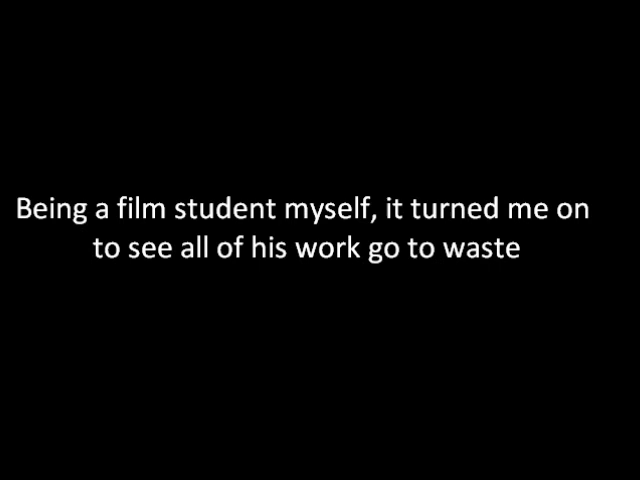 Being a film student myself, it turned me on
to see all of his work go to waste